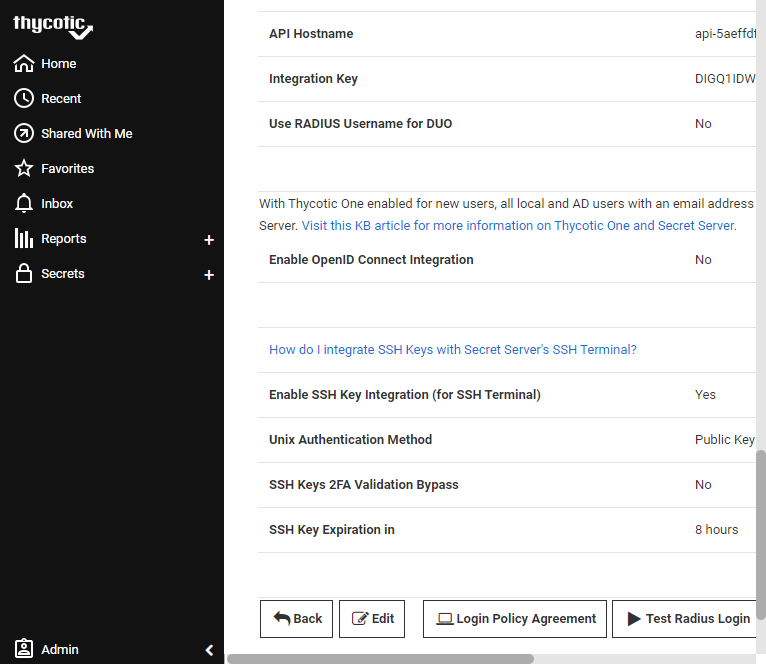 thycotic
Home
Recent
Shared With Me
Favorites
Inbox
Reports +
Secrets +
Admin
API Hostname api-5aeffdf
Integration Key DIGQ1IDW
Use RADIUS Username for DUO No
With Thycotic One enabled for new users, all local and AD users with an email address
Server. Visit this KB article for more information on Thycotic One and Secret Server.
Enable OpenID Connect Integration No
How do I integrate SSH Keys with Secret Server's SSH Terminal?
Enable SSH Key Integration (for SSH Terminal) Yes
Unix Authentication Method Public Key
SSH Keys 2FA Validation Bypass No
SSH Key Expiration in 8 hours
Back Edit Login Policy Agreement Test Radius Login